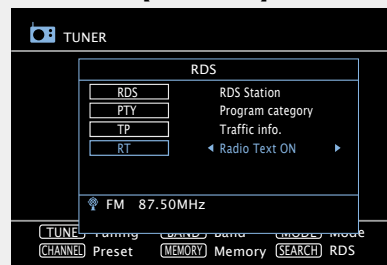 TUNER
RDS
RDS RDS Station
PTY Program category
TP Traffic info.
RT Radio Text ON
FM 87.50MHz
TUNE Tuning BAND Band MODE Mode
CHANNEL Preset MEMORY Memory SEARCH RDS